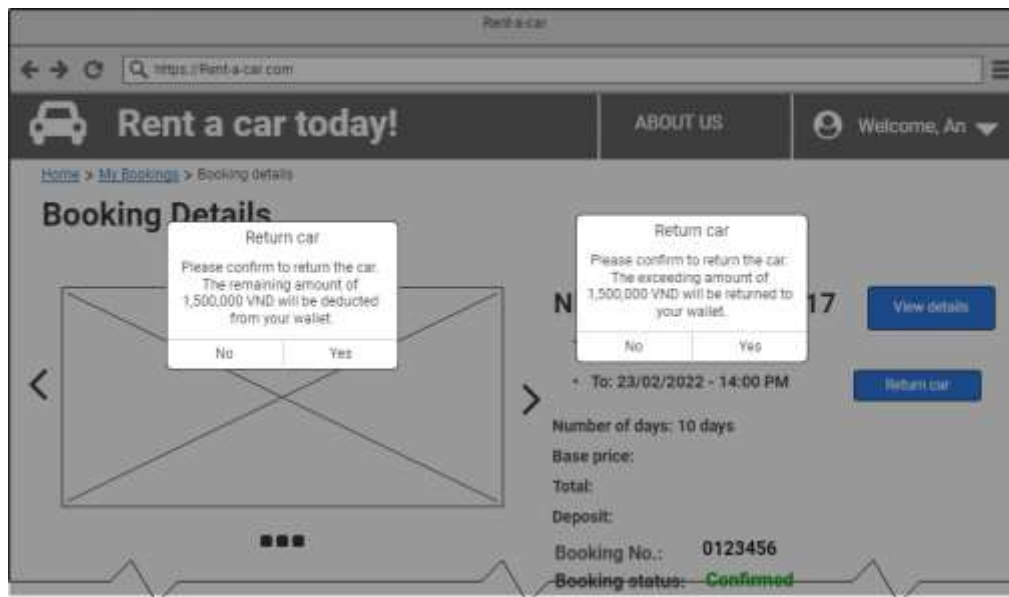 Rent-a-car
https://Rent-a-car.com
Rent a car today!
ABOUT US
Welcome, An
Home > My Bookings > Booking details
Booking Details
Return car
Please confirm to return the car.
The remaining amount of
1,500,000 VND will be deducted
from your wallet.
No Yes
Return car
Please confirm to return the car.
The exceeding amount of
1,500,000 VND will be returned to
your wallet.
No Yes
N 17
View details
To: 23/02/2022 - 14:00 PM
Return car
Number of days: 10 days
Base price:
Total:
Deposit:
Booking No.: 0123456
Booking status: Confirmed